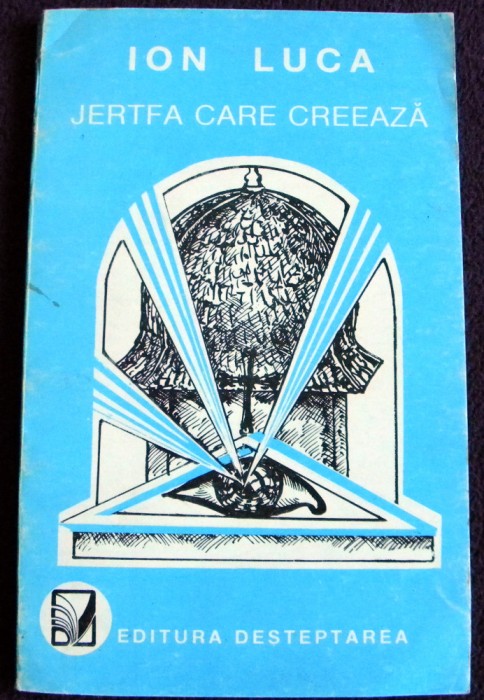 ION LUCA
JERTFA CARE CREEAZĂ
EDITURA DEȘTEPTAREA